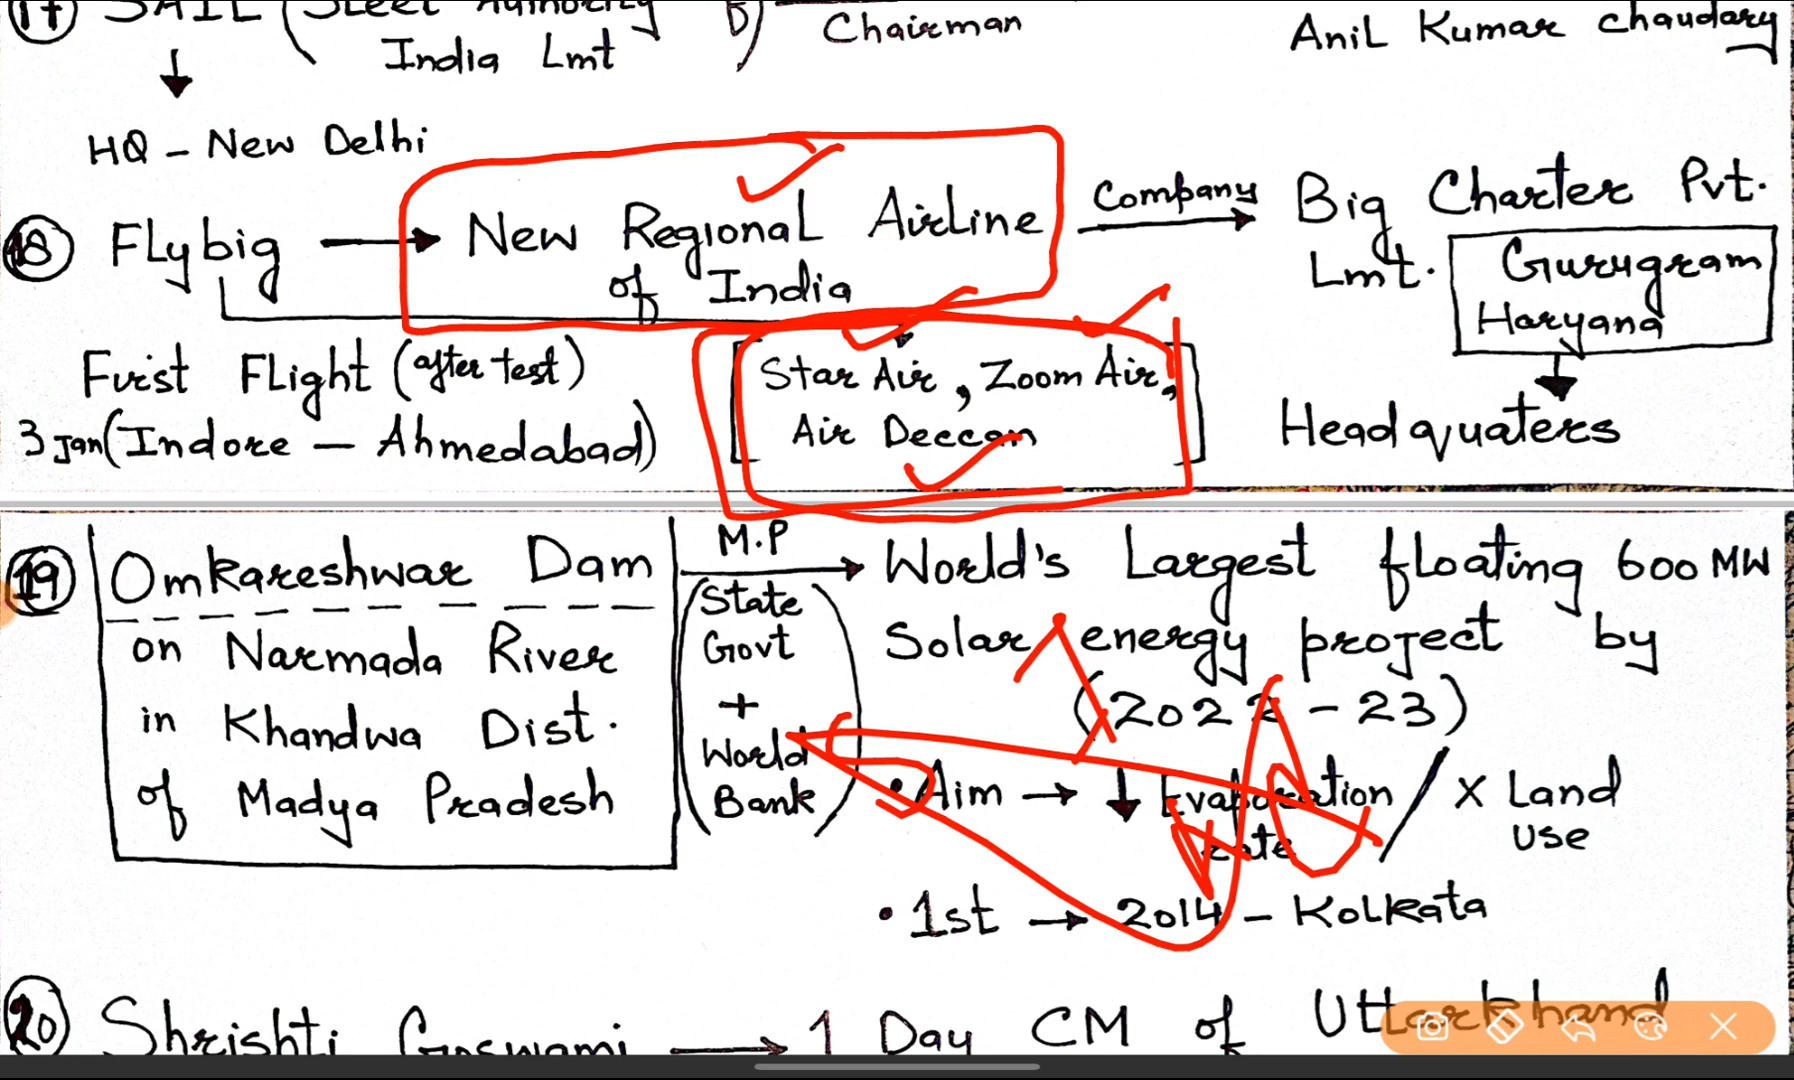 17 SAIL (Steel Authority
India Lmt
Chairman
Anil Kumar Chaudary
HQ - New Delhi
18 Flybig → New Regional Airline
of India
Company → Big Charter Pvt.
Lmt.
Gurugram
Haryana
Headquaters
First Flight (after test)
3 Jan (Indore - Ahmedabad)
[Star Air, Zoom Air,
Air Deccan]
19 Omkareshwar Dam
on Narmada River
in Khandwa Dist.
of Madya Pradesh
M.P
(State
Govt
+
World
Bank)
→ World's Largest floating 600 MW
Solar energy project by
(2022-23)
• Aim → ↓ Evaporation / x Land
rate
use
• 1st → 2014 - Kolkata
20 Shrishti Goswami → 1 Day CM of Uttarkhand